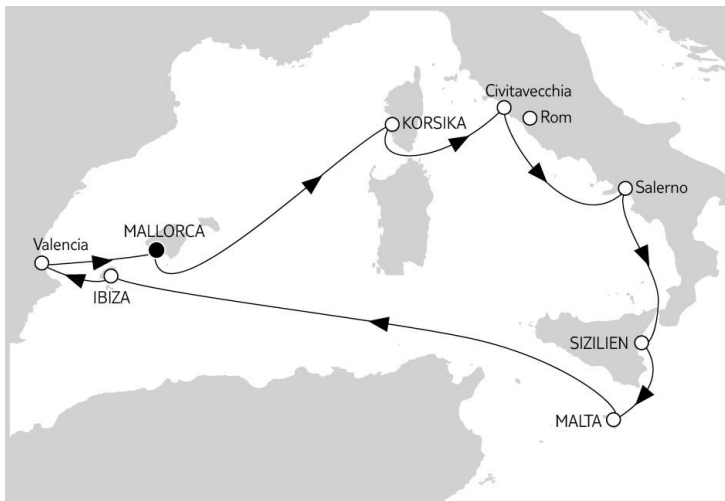 Civitavecchia
Rom
KORSIKA
Salerno
MALLORCA
Valencia
IBIZA
SIZILIEN
MALTA